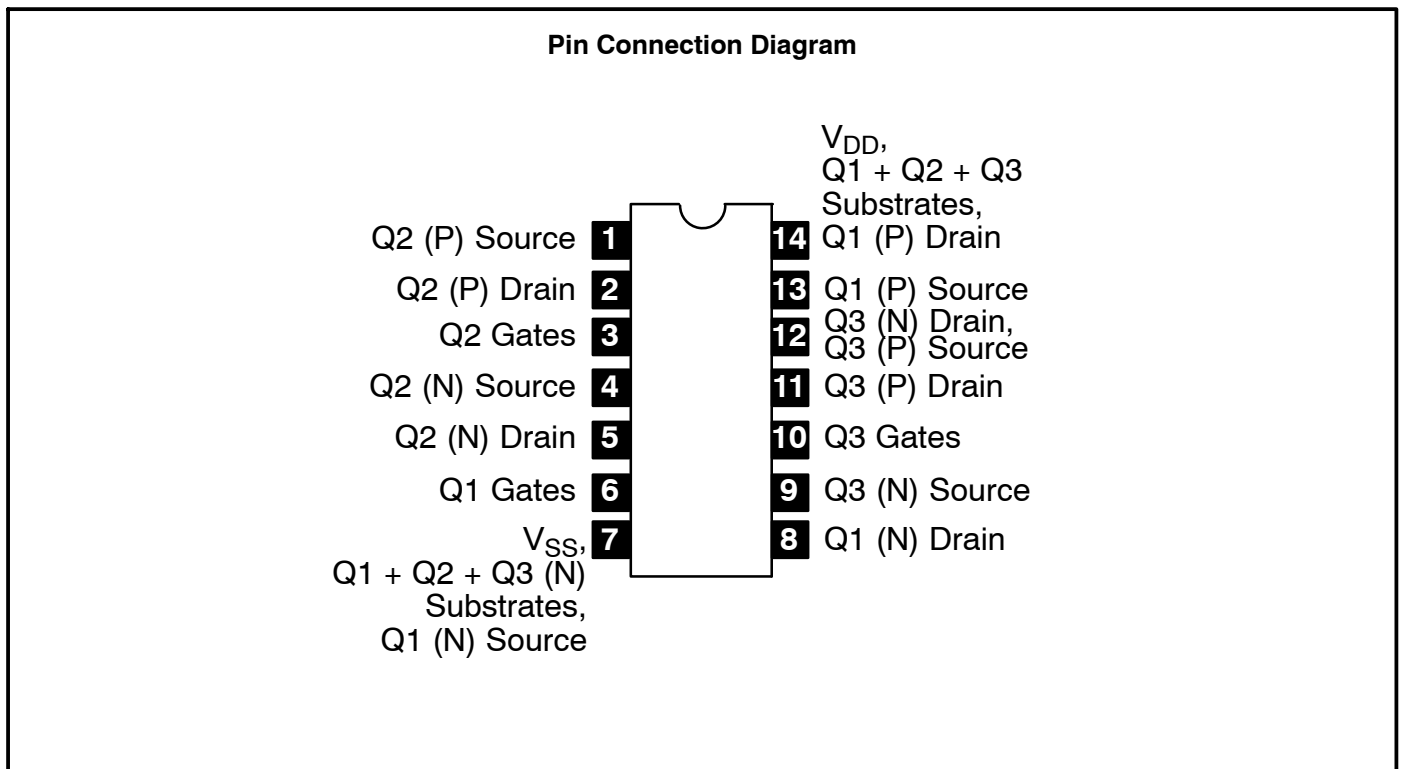 Pin Connection Diagram
Q2 (P) Source 1
Q2 (P) Drain 2
Q2 Gates 3
Q2 (N) Source 4
Q2 (N) Drain 5
Q1 Gates 6
VSS, 7
Q1 + Q2 + Q3 (N)
Substrates,
Q1 (N) Source
VDD,
Q1 + Q2 + Q3
Substrates,
14 Q1 (P) Drain
13 Q1 (P) Source
Q3 (N) Drain,
12
Q3 (P) Source
11 Q3 (P) Drain
10 Q3 Gates
9 Q3 (N) Source
8 Q1 (N) Drain